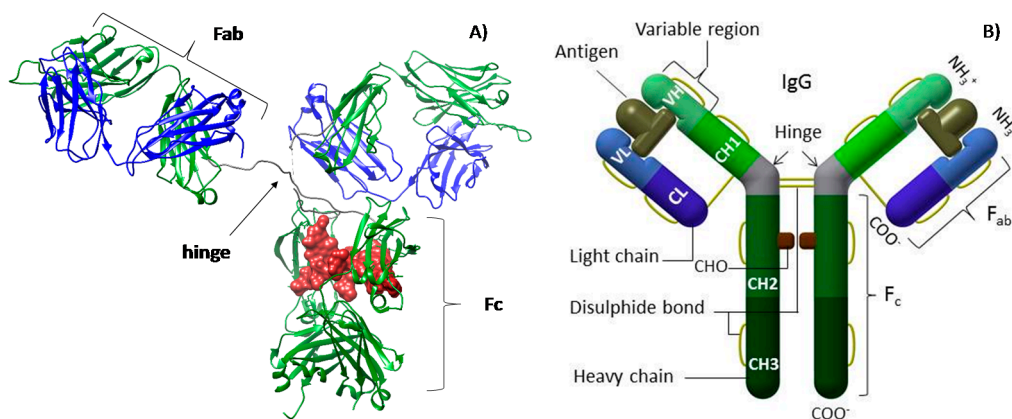 Fab
A)
hinge
Fc
B)
Variable region
Antigen
IgG
NH₃⁺
NH₃
VH
Hinge
CH1
VL
CL
COO⁻
Fab
Light chain
CHO
CH2
Fc
Disulphide bond
CH3
Heavy chain
COO⁻